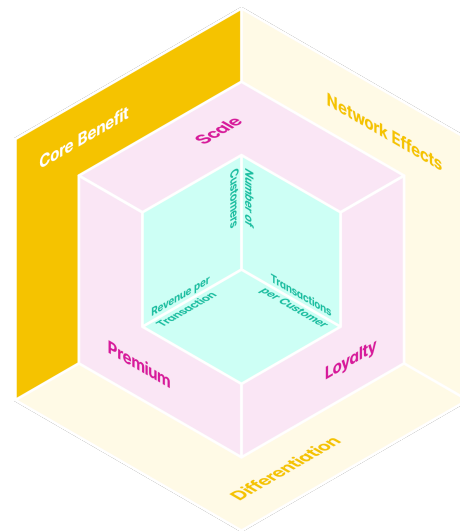 Core Benefit
Network Effects
Scale
Number of
Customers
Revenue per
Transaction
Transactions
per Customer
Premium
Loyalty
Differentiation